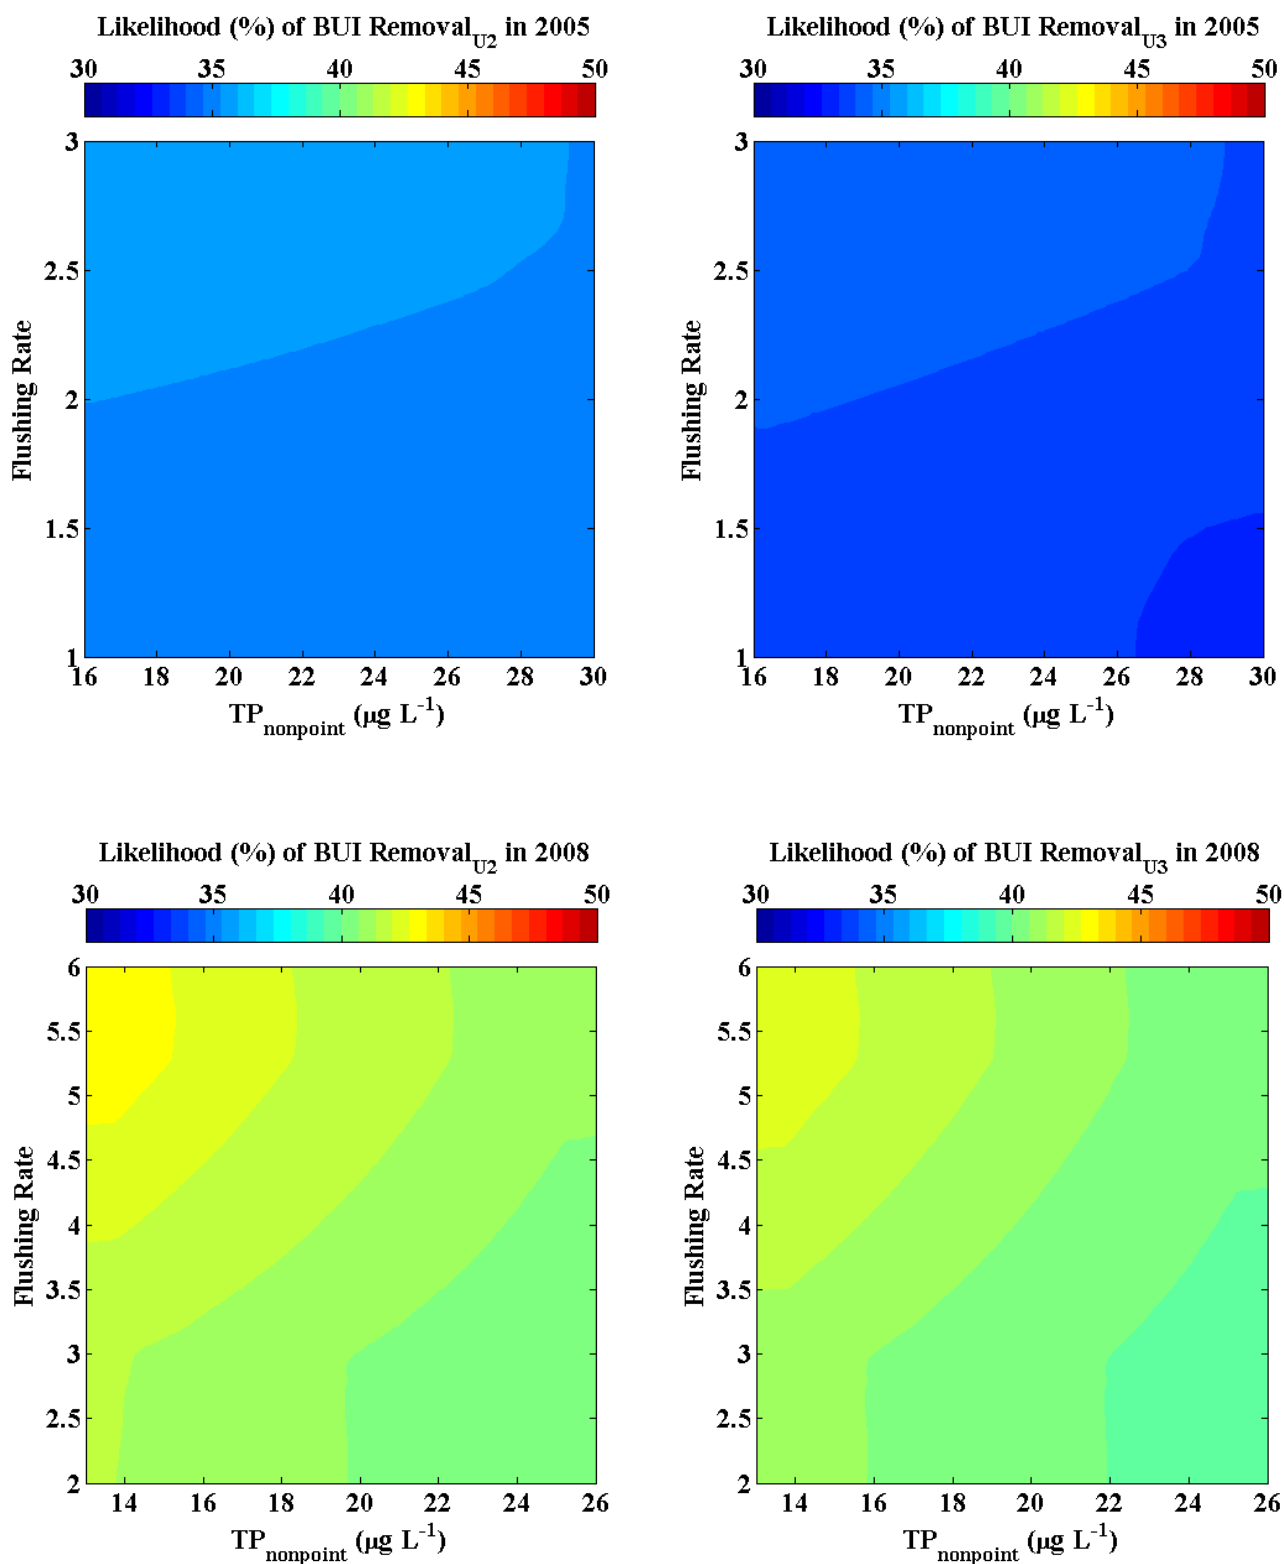 Likelihood (%) of BUI Removal_U2 in 2005
30 35 40 45 50
3
2.5
2
1.5
1
Flushing Rate
16 18 20 22 24 26 28 30
TP_nonpoint (µg L^-1)
Likelihood (%) of BUI Removal_U3 in 2005
30 35 40 45 50
3
2.5
2
1.5
1
Flushing Rate
16 18 20 22 24 26 28 30
TP_nonpoint (µg L^-1)
Likelihood (%) of BUI Removal_U2 in 2008
30 35 40 45 50
6
5.5
5
4.5
4
3.5
3
2.5
2
Flushing Rate
14 16 18 20 22 24 26
TP_nonpoint (µg L^-1)
Likelihood (%) of BUI Removal_U3 in 2008
30 35 40 45 50
6
5.5
5
4.5
4
3.5
3
2.5
2
Flushing Rate
14 16 18 20 22 24 26
TP_nonpoint (µg L^-1)